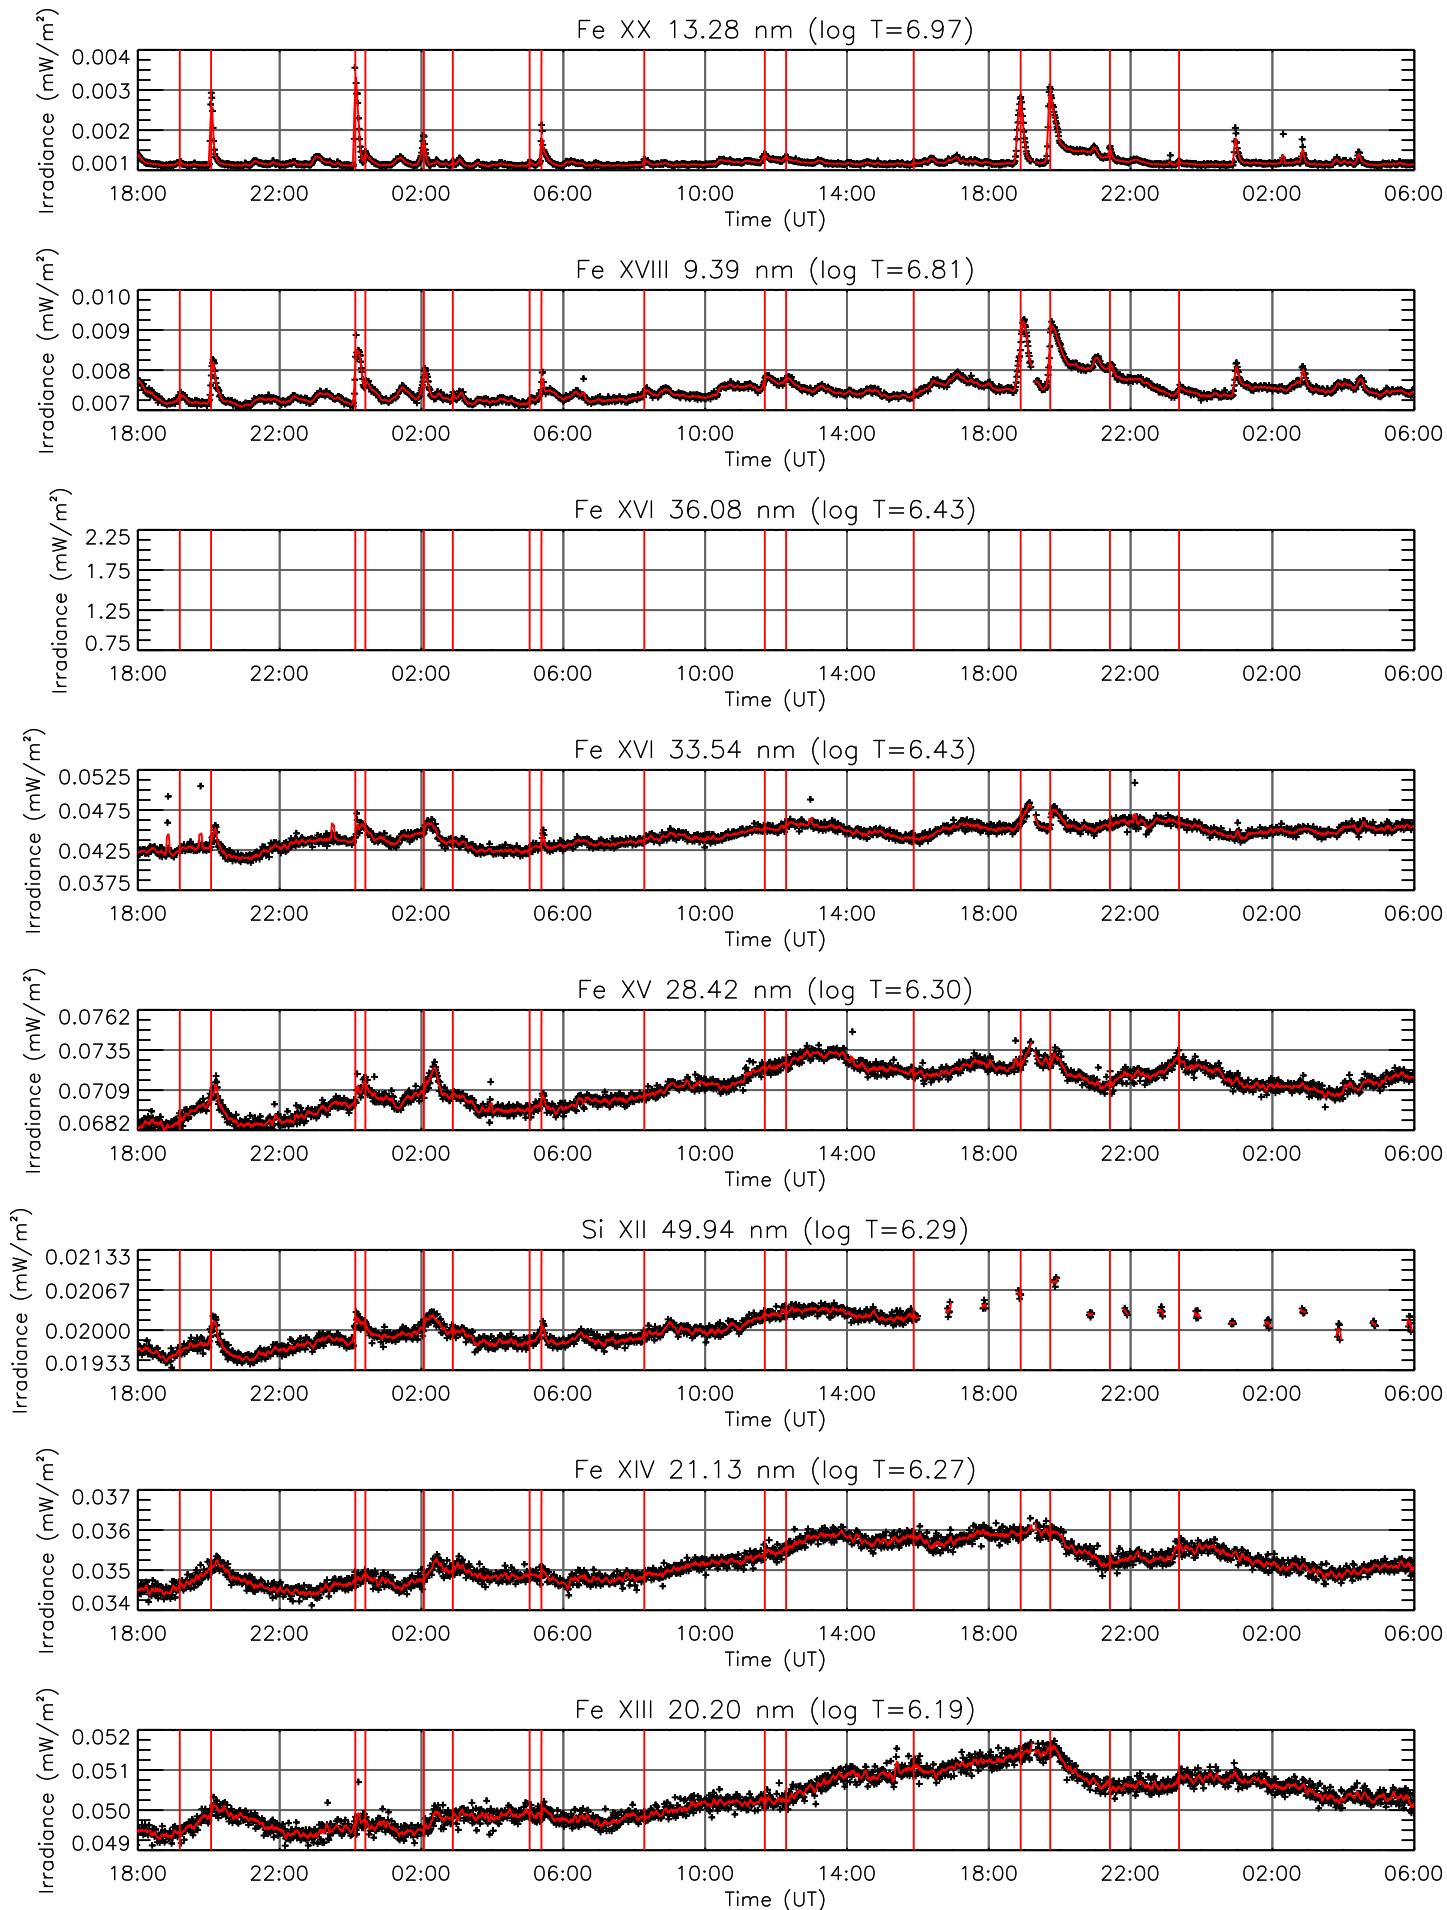 Fe XX 13.28 nm (log T=6.97)
Irradiance (mW/m²)
0.004
0.003
0.002
0.001
18:00 22:00 02:00 06:00 10:00 14:00 18:00 22:00 02:00 06:00
Time (UT)
Fe XVIII 9.39 nm (log T=6.81)
Irradiance (mW/m²)
0.010
0.009
0.008
0.007
18:00 22:00 02:00 06:00 10:00 14:00 18:00 22:00 02:00 06:00
Time (UT)
Fe XVI 36.08 nm (log T=6.43)
Irradiance (mW/m²)
2.25
1.75
1.25
0.75
18:00 22:00 02:00 06:00 10:00 14:00 18:00 22:00 02:00 06:00
Time (UT)
Fe XVI 33.54 nm (log T=6.43)
Irradiance (mW/m²)
0.0525
0.0475
0.0425
0.0375
18:00 22:00 02:00 06:00 10:00 14:00 18:00 22:00 02:00 06:00
Time (UT)
Fe XV 28.42 nm (log T=6.30)
Irradiance (mW/m²)
0.0762
0.0735
0.0709
0.0682
18:00 22:00 02:00 06:00 10:00 14:00 18:00 22:00 02:00 06:00
Time (UT)
Si XII 49.94 nm (log T=6.29)
Irradiance (mW/m²)
0.02133
0.02067
0.02000
0.01933
18:00 22:00 02:00 06:00 10:00 14:00 18:00 22:00 02:00 06:00
Time (UT)
Fe XIV 21.13 nm (log T=6.27)
Irradiance (mW/m²)
0.037
0.036
0.035
0.034
18:00 22:00 02:00 06:00 10:00 14:00 18:00 22:00 02:00 06:00
Time (UT)
Fe XIII 20.20 nm (log T=6.19)
Irradiance (mW/m²)
0.052
0.051
0.050
0.049
18:00 22:00 02:00 06:00 10:00 14:00 18:00 22:00 02:00 06:00
Time (UT)